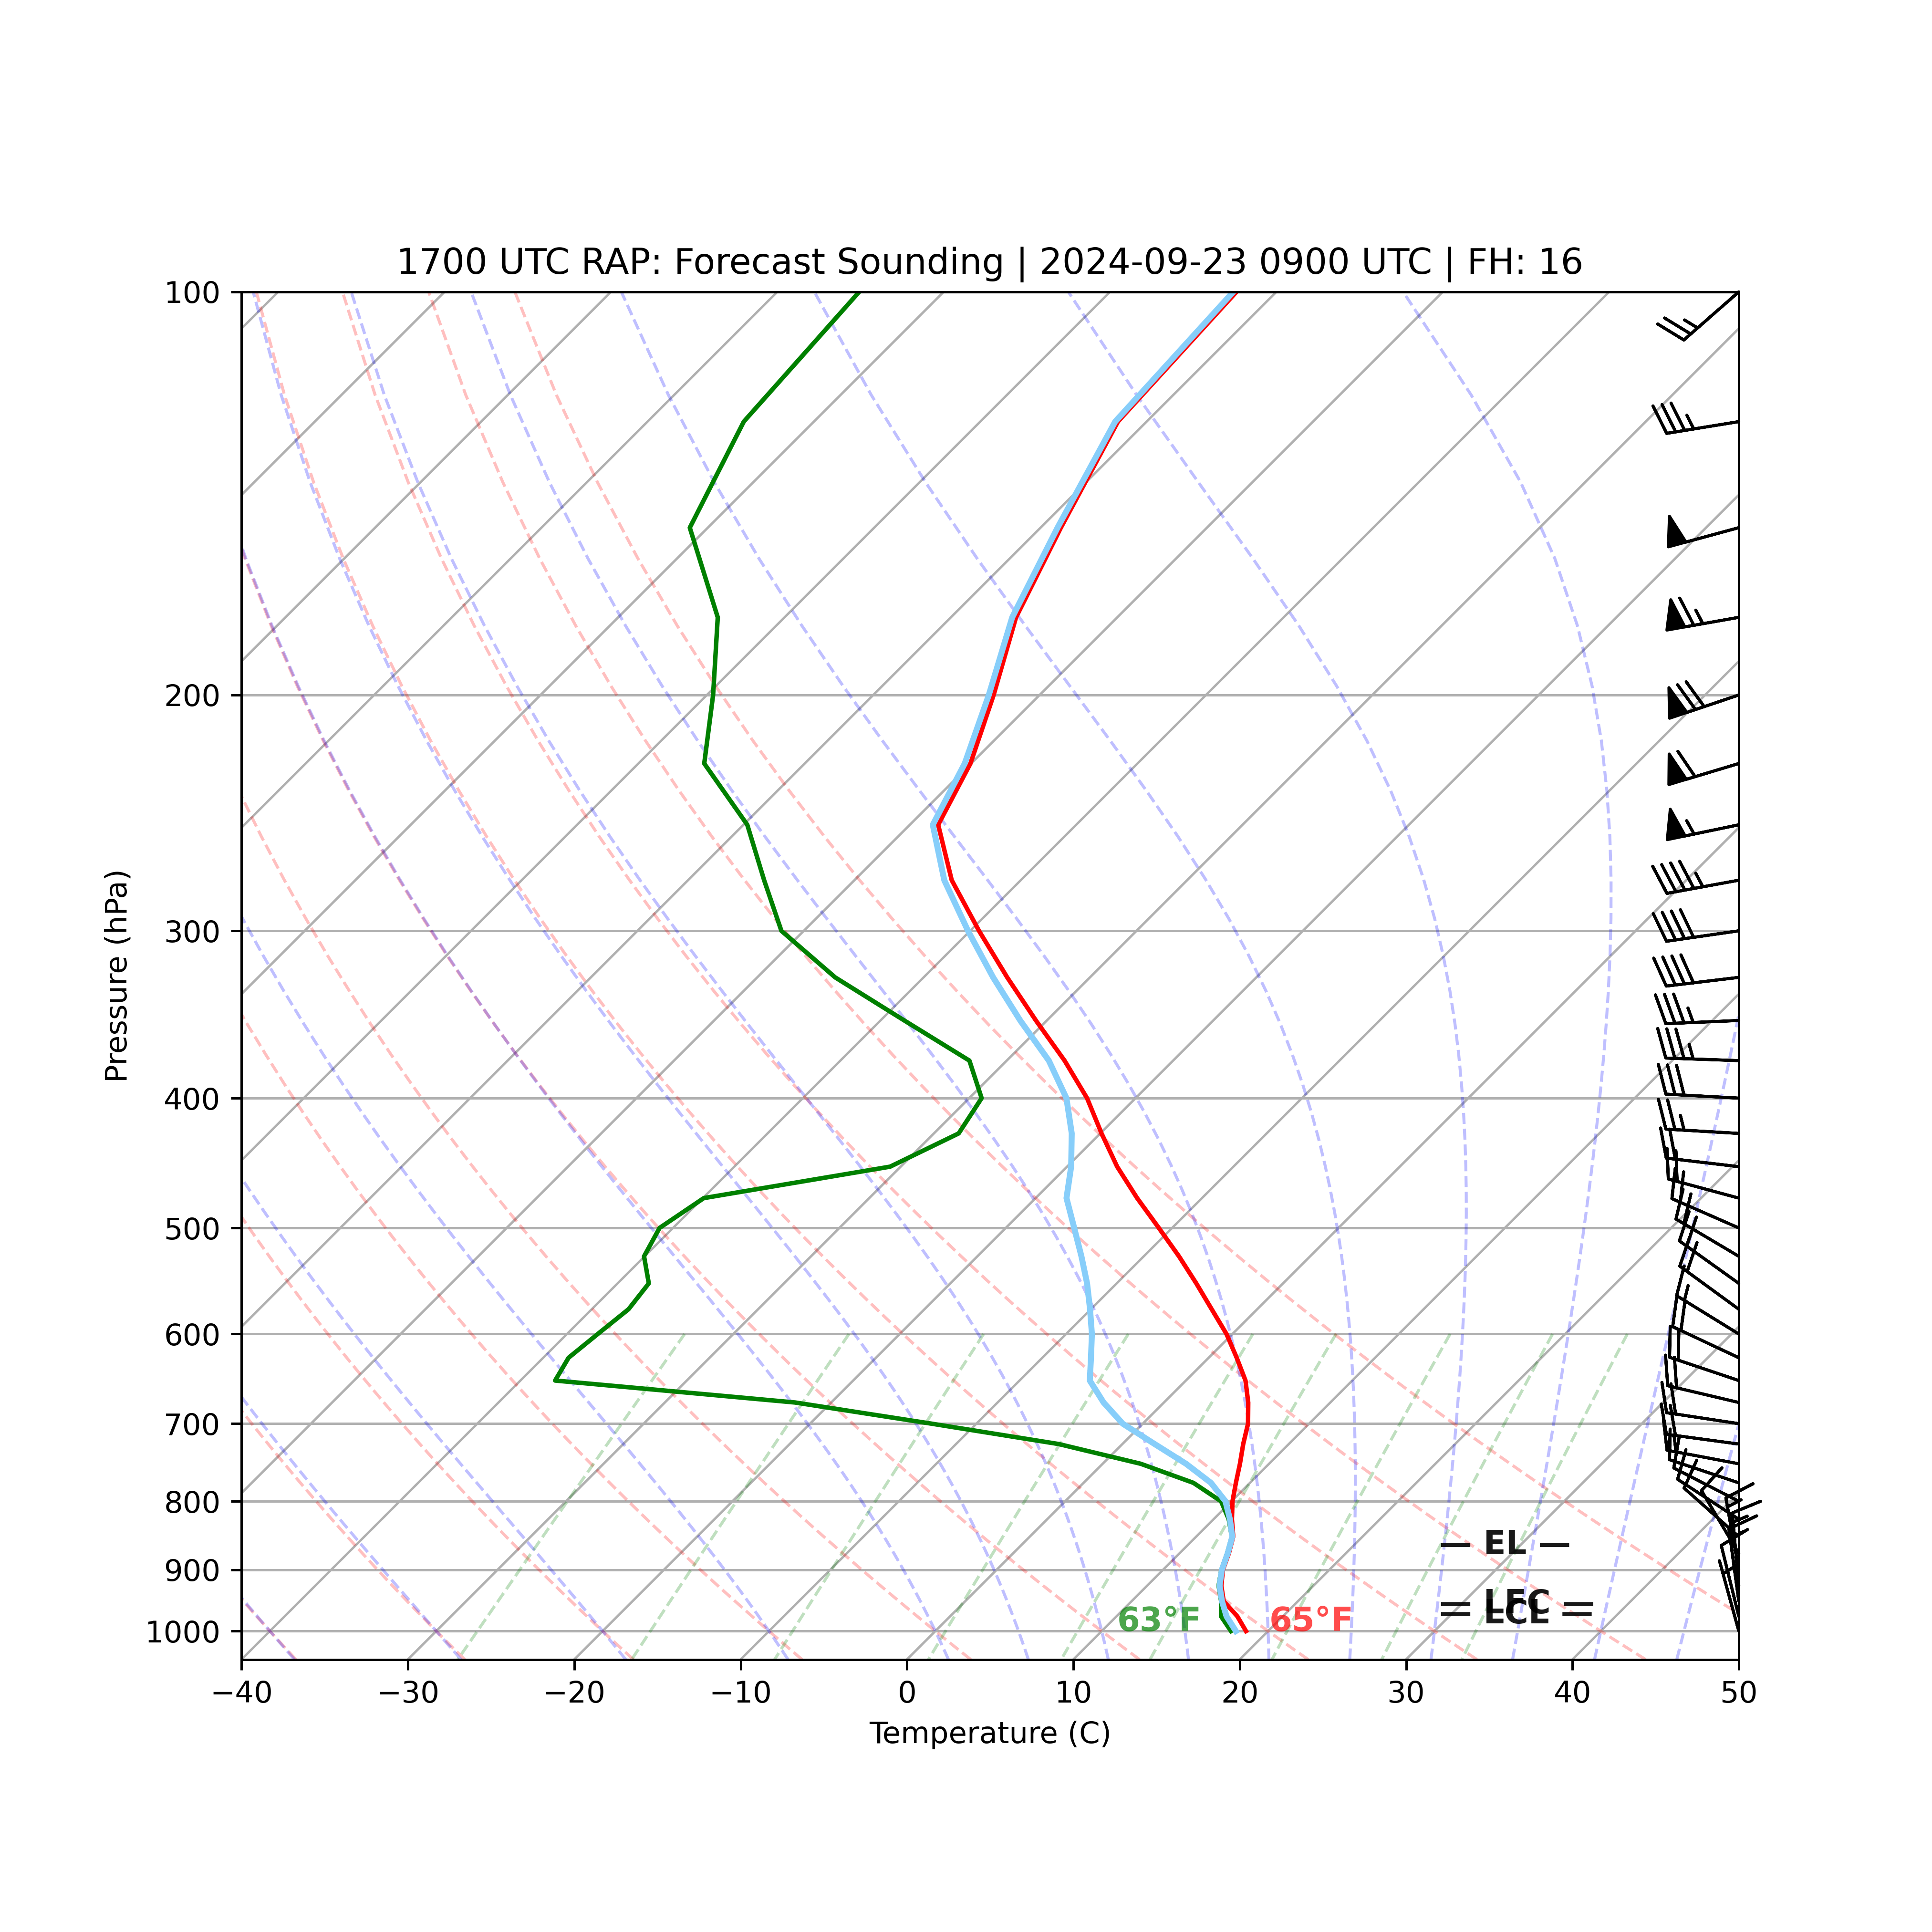 1700 UTC RAP: Forecast Sounding | 2024-09-23 0900 UTC | FH: 16
100
200
300
400
500
600
700
800
900
1000
Pressure (hPa)
— EL —
— LFC —
— LCL —
63°F
65°F
−40 −30 −20 −10 0 10 20 30 40 50
Temperature (C)